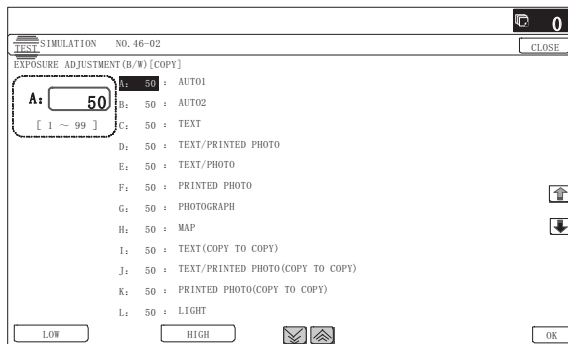 0
TEST SIMULATION NO.46-02
CLOSE
EXPOSURE ADJUSTMENT(B/W)[COPY]
A: 50
[ 1 ~ 99 ]
A: 50 : AUTO1
B: 50 : AUTO2
C: 50 : TEXT
D: 50 : TEXT/PRINTED PHOTO
E: 50 : TEXT/PHOTO
F: 50 : PRINTED PHOTO
G: 50 : PHOTOGRAPH
H: 50 : MAP
I: 50 : TEXT(COPY TO COPY)
J: 50 : TEXT/PRINTED PHOTO(COPY TO COPY)
K: 50 : PRINTED PHOTO(COPY TO COPY)
L: 50 : LIGHT
LOW HIGH OK